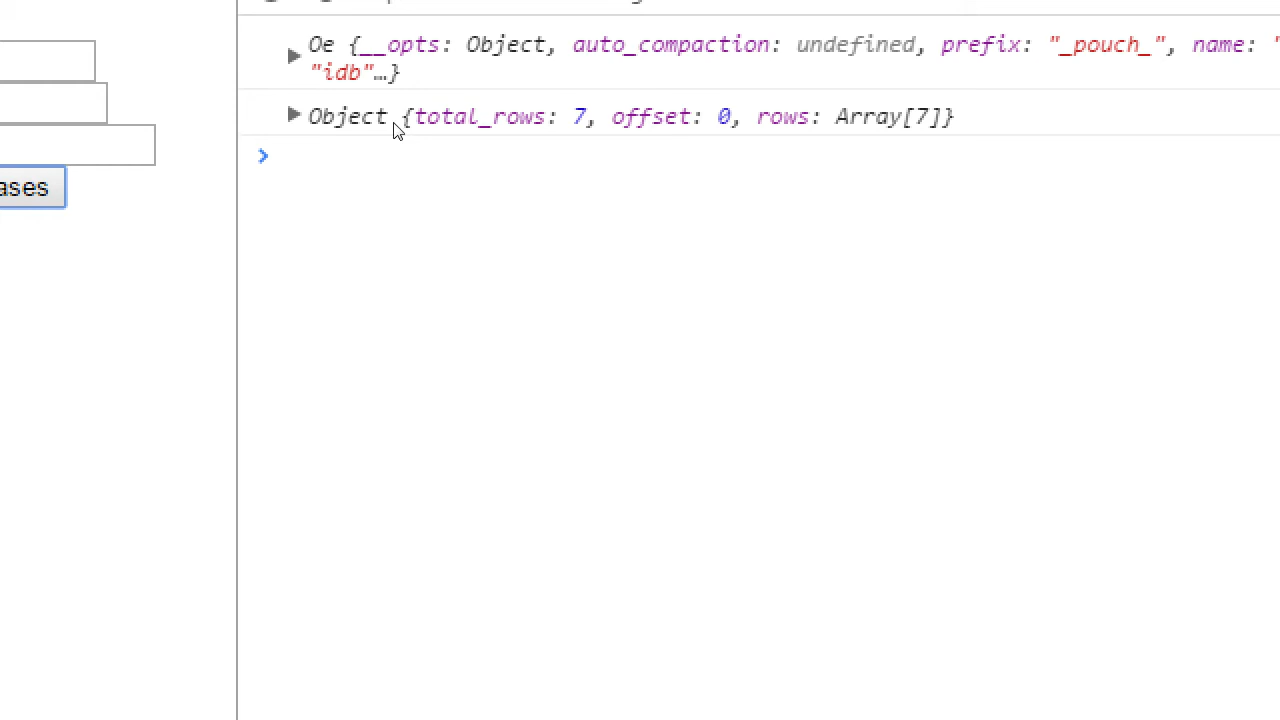 Oe {__opts: Object, auto_compaction: undefined, prefix: "_pouch_", name: "
"idb"…}
Object {total_rows: 7, offset: 0, rows: Array[7]}
>
ases